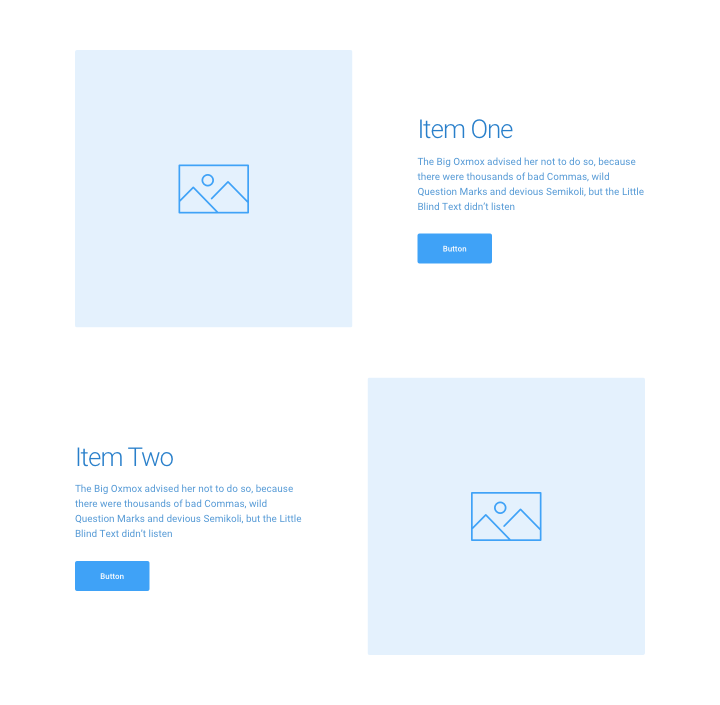 Item One
The Big Oxmox advised her not to do so, because
there were thousands of bad Commas, wild
Question Marks and devious Semikoli, but the Little
Blind Text didn’t listen
Button
Item Two
The Big Oxmox advised her not to do so, because
there were thousands of bad Commas, wild
Question Marks and devious Semikoli, but the Little
Blind Text didn’t listen
Button